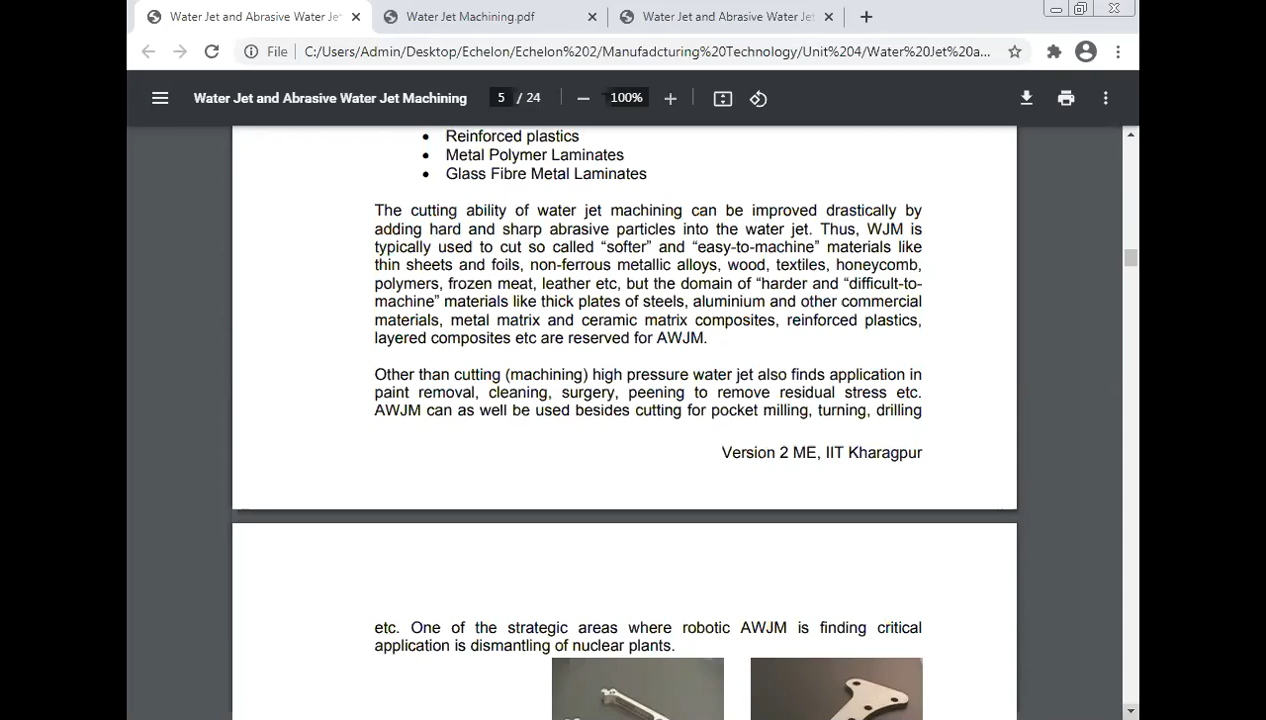 Water Jet and Abrasive Water Je
Water Jet Machining.pdf
Water Jet and Abrasive Water Jet
File C:/Users/Admin/Desktop/Echelon/Echelon%202/Manufadcturing%20Technology/Unit%204/Water%20Jet%20a...
Water Jet and Abrasive Water Jet Machining 5 / 24 100%
• Reinforced plastics
• Metal Polymer Laminates
• Glass Fibre Metal Laminates
The cutting ability of water jet machining can be improved drastically by
adding hard and sharp abrasive particles into the water jet. Thus, WJM is
typically used to cut so called “softer” and “easy-to-machine” materials like
thin sheets and foils, non-ferrous metallic alloys, wood, textiles, honeycomb,
polymers, frozen meat, leather etc, but the domain of “harder and “difficult-to-
machine” materials like thick plates of steels, aluminium and other commercial
materials, metal matrix and ceramic matrix composites, reinforced plastics,
layered composites etc are reserved for AWJM.
Other than cutting (machining) high pressure water jet also finds application in
paint removal, cleaning, surgery, peening to remove residual stress etc.
AWJM can as well be used besides cutting for pocket milling, turning, drilling
Version 2 ME, IIT Kharagpur
etc. One of the strategic areas where robotic AWJM is finding critical
application is dismantling of nuclear plants.